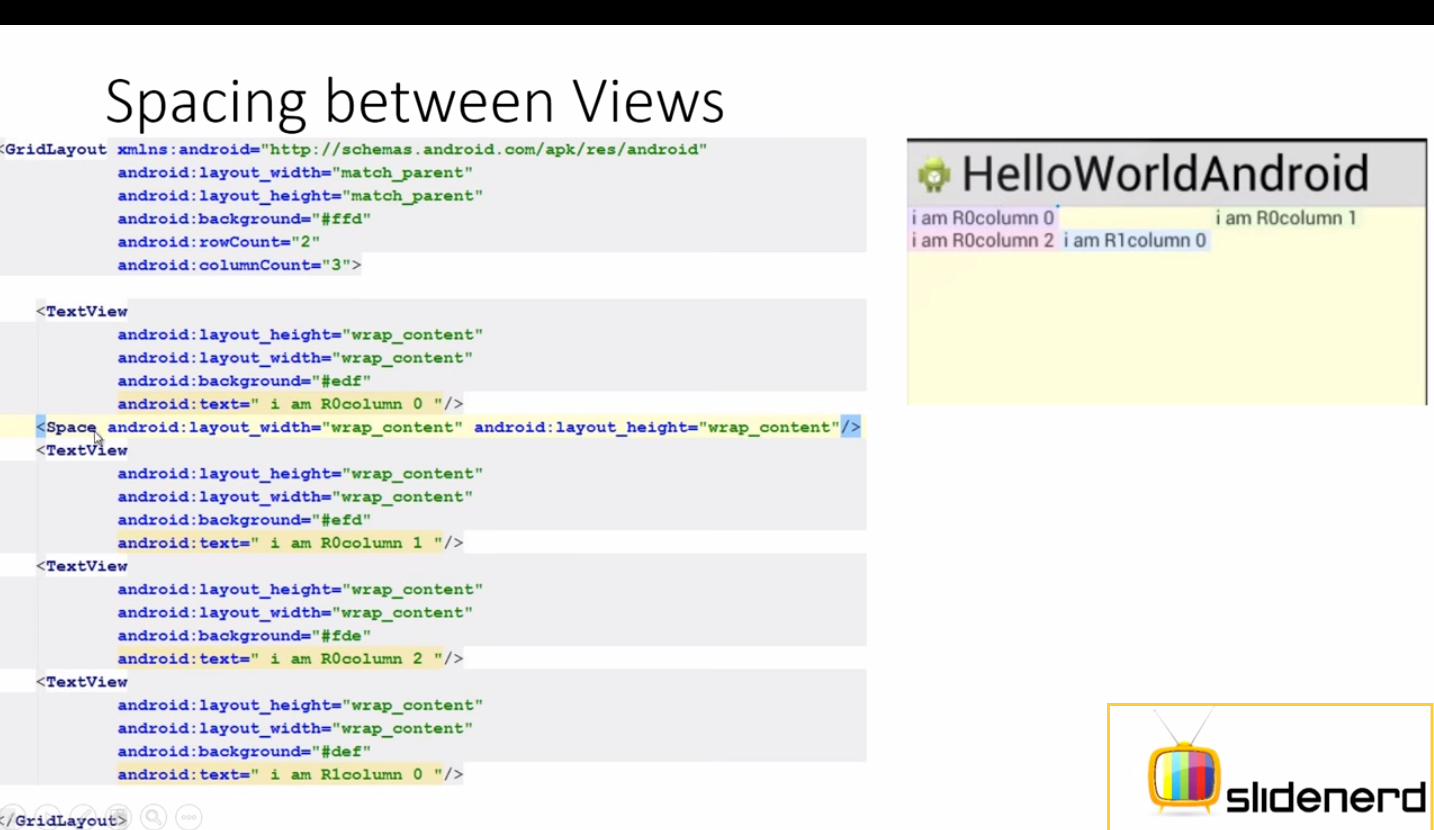 Spacing between Views
<GridLayout xmlns:android="http://schemas.android.com/apk/res/android"
android:layout_width="match_parent"
android:layout_height="match_parent"
android:background="#ffd"
android:rowCount="2"
android:columnCount="3">
<TextView
android:layout_height="wrap_content"
android:layout_width="wrap_content"
android:background="#edf"
android:text=" i am R0column 0 "/>
<Space android:layout_width="wrap_content" android:layout_height="wrap_content"/>
<TextView
android:layout_height="wrap_content"
android:layout_width="wrap_content"
android:background="#efd"
android:text=" i am R0column 1 "/>
<TextView
android:layout_height="wrap_content"
android:layout_width="wrap_content"
android:background="#fde"
android:text=" i am R0column 2 "/>
<TextView
android:layout_height="wrap_content"
android:layout_width="wrap_content"
android:background="#def"
android:text=" i am R1column 0 "/>
</GridLayout>
HelloWorldAndroid
i am R0column 0 i am R0column 1
i am R0column 2 i am R1column 0
slidenerd